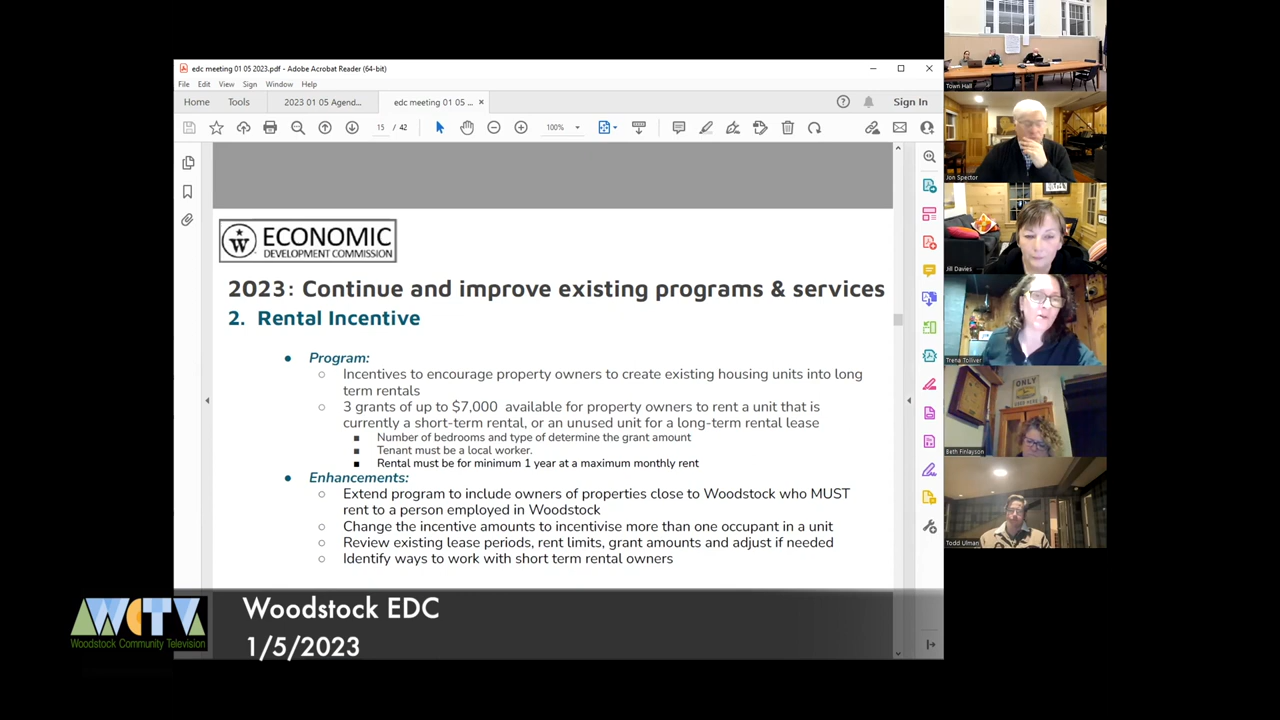 edc meeting 01 05 2023.pdf - Adobe Acrobat Reader (64-bit)
File Edit View Sign Window Help
Home Tools 2023 01 05 Agend... edc meeting 01 05 ... × Sign In
15 / 42 100%
W ECONOMIC
DEVELOPMENT COMMISSION
2023: Continue and improve existing programs & services
2. Rental Incentive
● Program:
○ Incentives to encourage property owners to create existing housing units into long
term rentals
○ 3 grants of up to $7,000 available for property owners to rent a unit that is
currently a short-term rental, or an unused unit for a long-term rental lease
■ Number of bedrooms and type of determine the grant amount
■ Tenant must be a local worker.
■ Rental must be for minimum 1 year at a maximum monthly rent
● Enhancements:
○ Extend program to include owners of properties close to Woodstock who MUST
rent to a person employed in Woodstock
○ Change the incentive amounts to incentivise more than one occupant in a unit
○ Review existing lease periods, rent limits, grant amounts and adjust if needed
○ Identify ways to work with short term rental owners
Town Hall
Jon Spector
Jill Davies
Trena Tolliver
ONLY
Beth Finlayson
Todd Ulman
WCTV
Woodstock Community Television
Woodstock EDC
1/5/2023